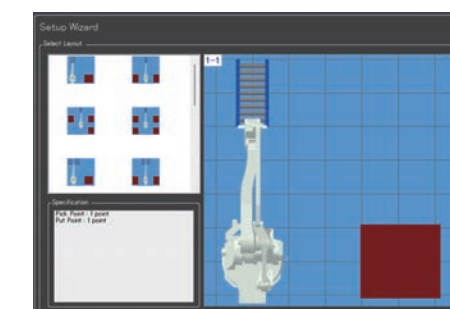 Setup Wizard
Select Layout
1-1
Specification
Pick Point : 1 point
Put Point : 1 point